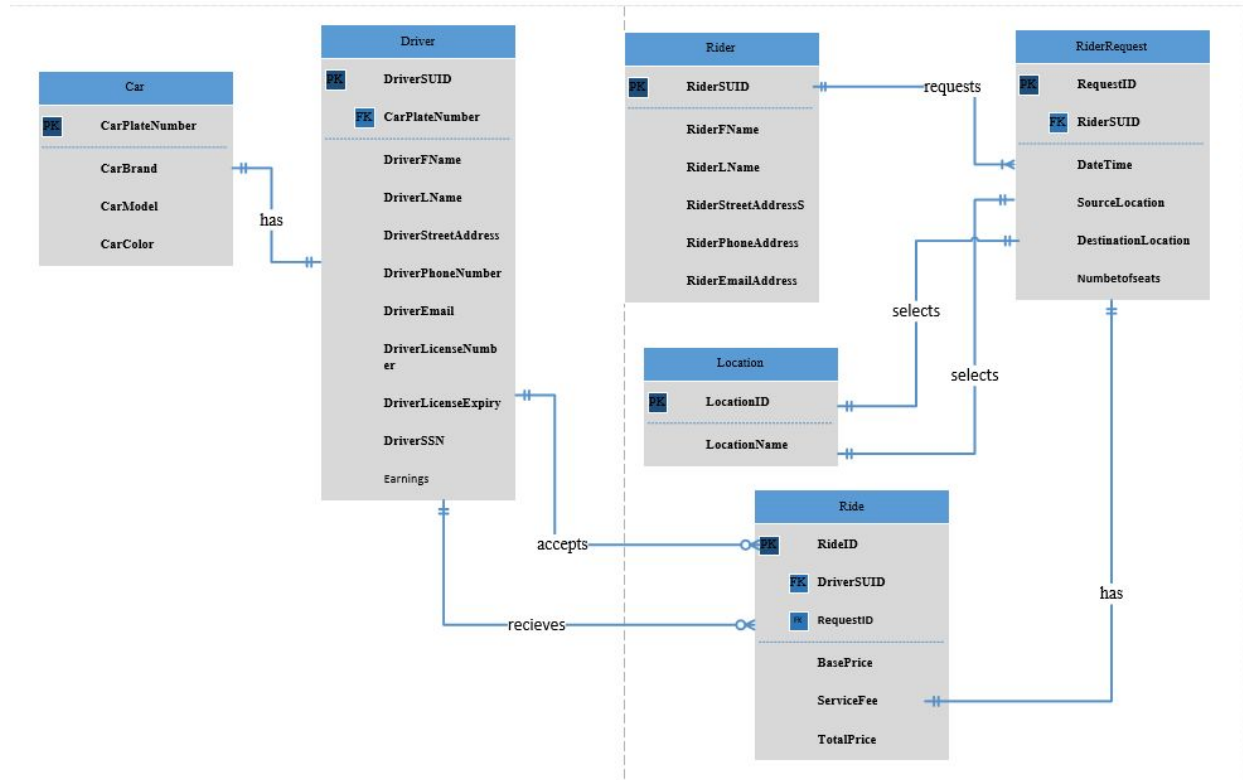 Car
PK
CarPlateNumber
CarBrand
CarModel
CarColor
has
Driver
PK
DriverSUID
FK
CarPlateNumber
DriverFName
DriverLName
DriverStreetAddress
DriverPhoneNumber
DriverEmail
DriverLicenseNumb
er
DriverLicenseExpiry
DriverSSN
Earnings
accepts
recieves
Rider
PK
RiderSUID
RiderFName
RiderLName
RiderStreetAddressS
RiderPhoneAddress
RiderEmailAddress
requests
RiderRequest
PK
RequestID
FK
RiderSUID
DateTime
SourceLocation
DestinationLocation
Numbetofseats
selects
selects
Location
PK
LocationID
LocationName
Ride
PK
RideID
FK
DriverSUID
FK
RequestID
BasePrice
ServiceFee
TotalPrice
has